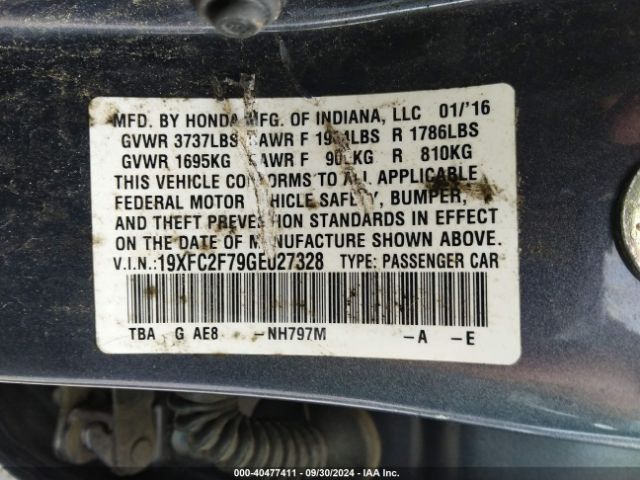 MFD. BY HONDA MFG. OF INDIANA, LLC 01/'16
GVWR 3737LBS GAWR F R 1786LBS
GVWR 1695KG GAWR F R 810KG
THIS VEHICLE CONFORMS TO ALL APPLICABLE
FEDERAL MOTOR VEHICLE SAFETY, BUMPER,
AND THEFT PREVENTION STANDARDS IN EFFECT
ON THE DATE OF MANUFACTURE SHOWN ABOVE.
V.I.N.:19XFC2F79GE027328 TYPE: PASSENGER CAR
TBA G AE8 -NH797M -A -E
000-40477411 - 09/30/2024 - IAA Inc.